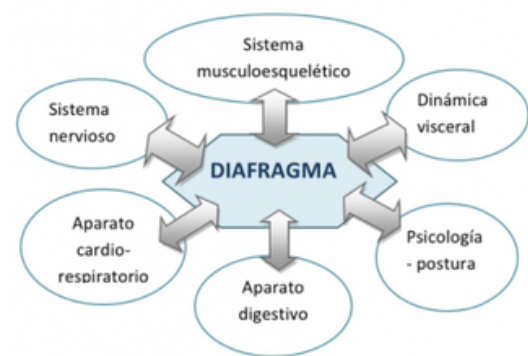 Sistema
musculoesquelético
Sistema
nervioso
Dinámica
visceral
DIAFRAGMA
Aparato
cardio-
respiratorio
Psicología
- postura
Aparato
digestivo